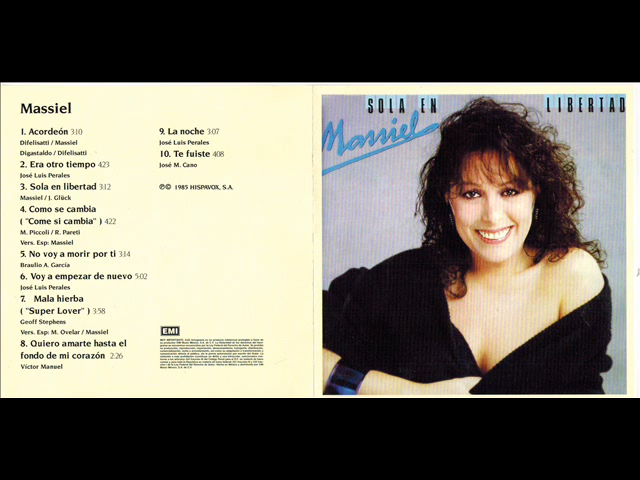 Massiel
1. Acordeón 3:10
Difelisatti / Massiel
Digastaldo / Difelisatti
2. Era otro tiempo 4:23
José Luis Perales
3. Sola en libertad 3:12
Massiel / J. Glück
4. Como se cambia
( "Come si cambia" ) 4:22
M. Piccoli / R. Pareti
Vers. Esp: Massiel
5. No voy a morir por ti 3:14
Braulio A. García
6. Voy a empezar de nuevo 5:02
José Luis Perales
7. Mala hierba
( "Super Lover" ) 3:58
Geoff Stephens
Vers. Esp: M. Ovelar / Massiel
8. Quiero amarte hasta el
fondo de mi corazón 2:26
Víctor Manuel
9. La noche 3:07
José Luis Perales
10. Te fuiste 4:08
José M. Cano
℗© 1985 HISPAVOX, S.A.
EMI
SOLA EN LIBERTAD
Massiel